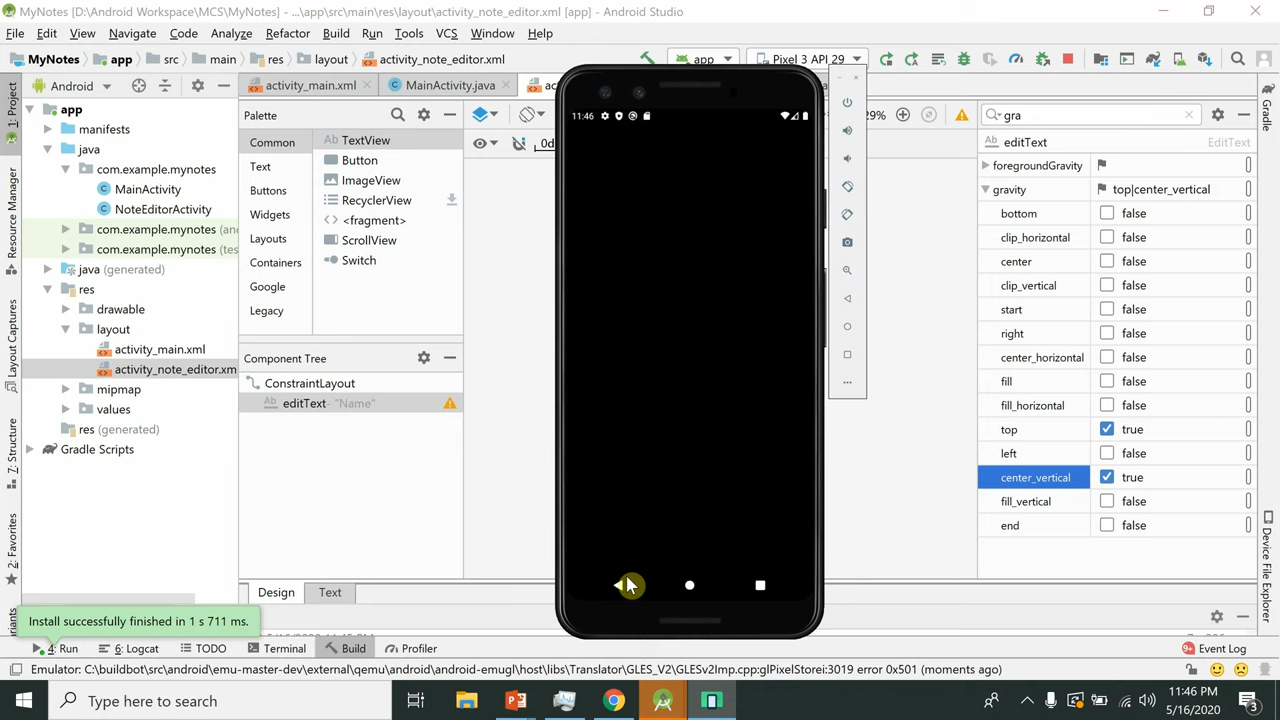 MyNotes [D:\Android Workspace\MCS\MyNotes] - ...\app\src\main\res\layout\activity_note_editor.xml [app] - Android Studio
File Edit View Navigate Code Analyze Refactor Build Run Tools VCS Window Help
MyNotes app src main res layout activity_note_editor.xml app Pixel 3 API 29
Android activity_main.xml MainActivity.java ac
Palette 29% gra
11:46
app
manifests
java
com.example.mynotes
MainActivity
NoteEditorActivity
com.example.mynotes (an
com.example.mynotes (te
java (generated)
res
drawable
layout
activity_main.xml
activity_note_editor.xm
mipmap
values
res (generated)
Gradle Scripts
Common
Text
Buttons
Widgets
Layouts
Containers
Google
Legacy
Ab TextView
Button
ImageView
RecyclerView
<fragment>
ScrollView
Switch
0d
Component Tree
ConstraintLayout
Ab editText- "Name"
Ab editText EditText
foregroundGravity
gravity top|center_vertical
bottom false
clip_horizontal false
center false
clip_vertical false
start false
right false
center_horizontal false
fill false
fill_horizontal false
top true
left false
center_vertical true
fill_vertical false
end false
Resource Manager
Layout Captures
Z: Structure
2: Favorites
Gradle
Device File Explorer
Design Text
Install successfully finished in 1 s 711 ms.
4: Run 6: Logcat TODO Terminal Build Profiler 9+ Event Log
Emulator: C:\buildbot\src\android\emu-master-dev\external\qemu\android\android-emugl\host\libs\Translator\GLES_V2\GLESv2Imp.cpp:glPixelStorei:3019 error 0x501 (moments ago)
Type here to search
11:46 PM
5/16/2020
3